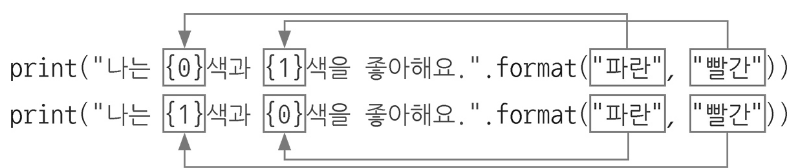 print("나는 {0}색과 {1}색을 좋아해요.".format("파란", "빨간"))
print("나는 {1}색과 {0}색을 좋아해요.".format("파란", "빨간"))